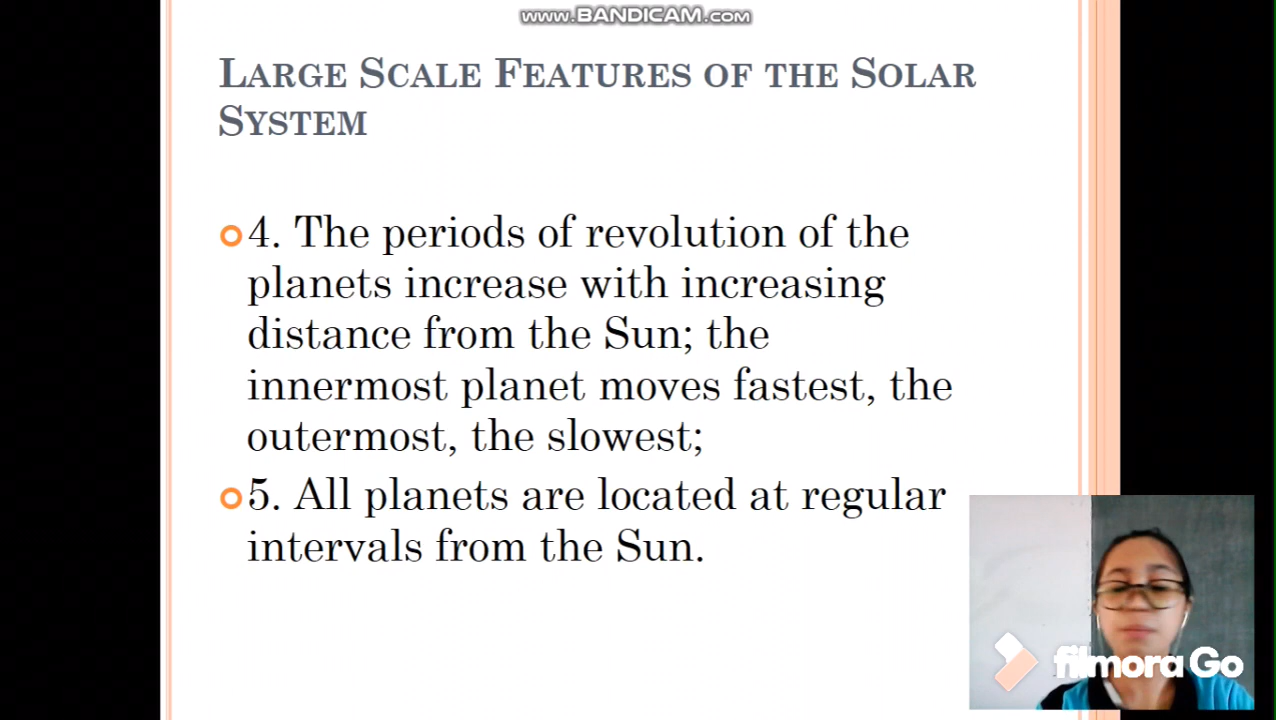 www.BANDICAM.com
LARGE SCALE FEATURES OF THE SOLAR
SYSTEM
4. The periods of revolution of the
planets increase with increasing
distance from the Sun; the
innermost planet moves fastest, the
outermost, the slowest;
5. All planets are located at regular
intervals from the Sun.
filmora Go